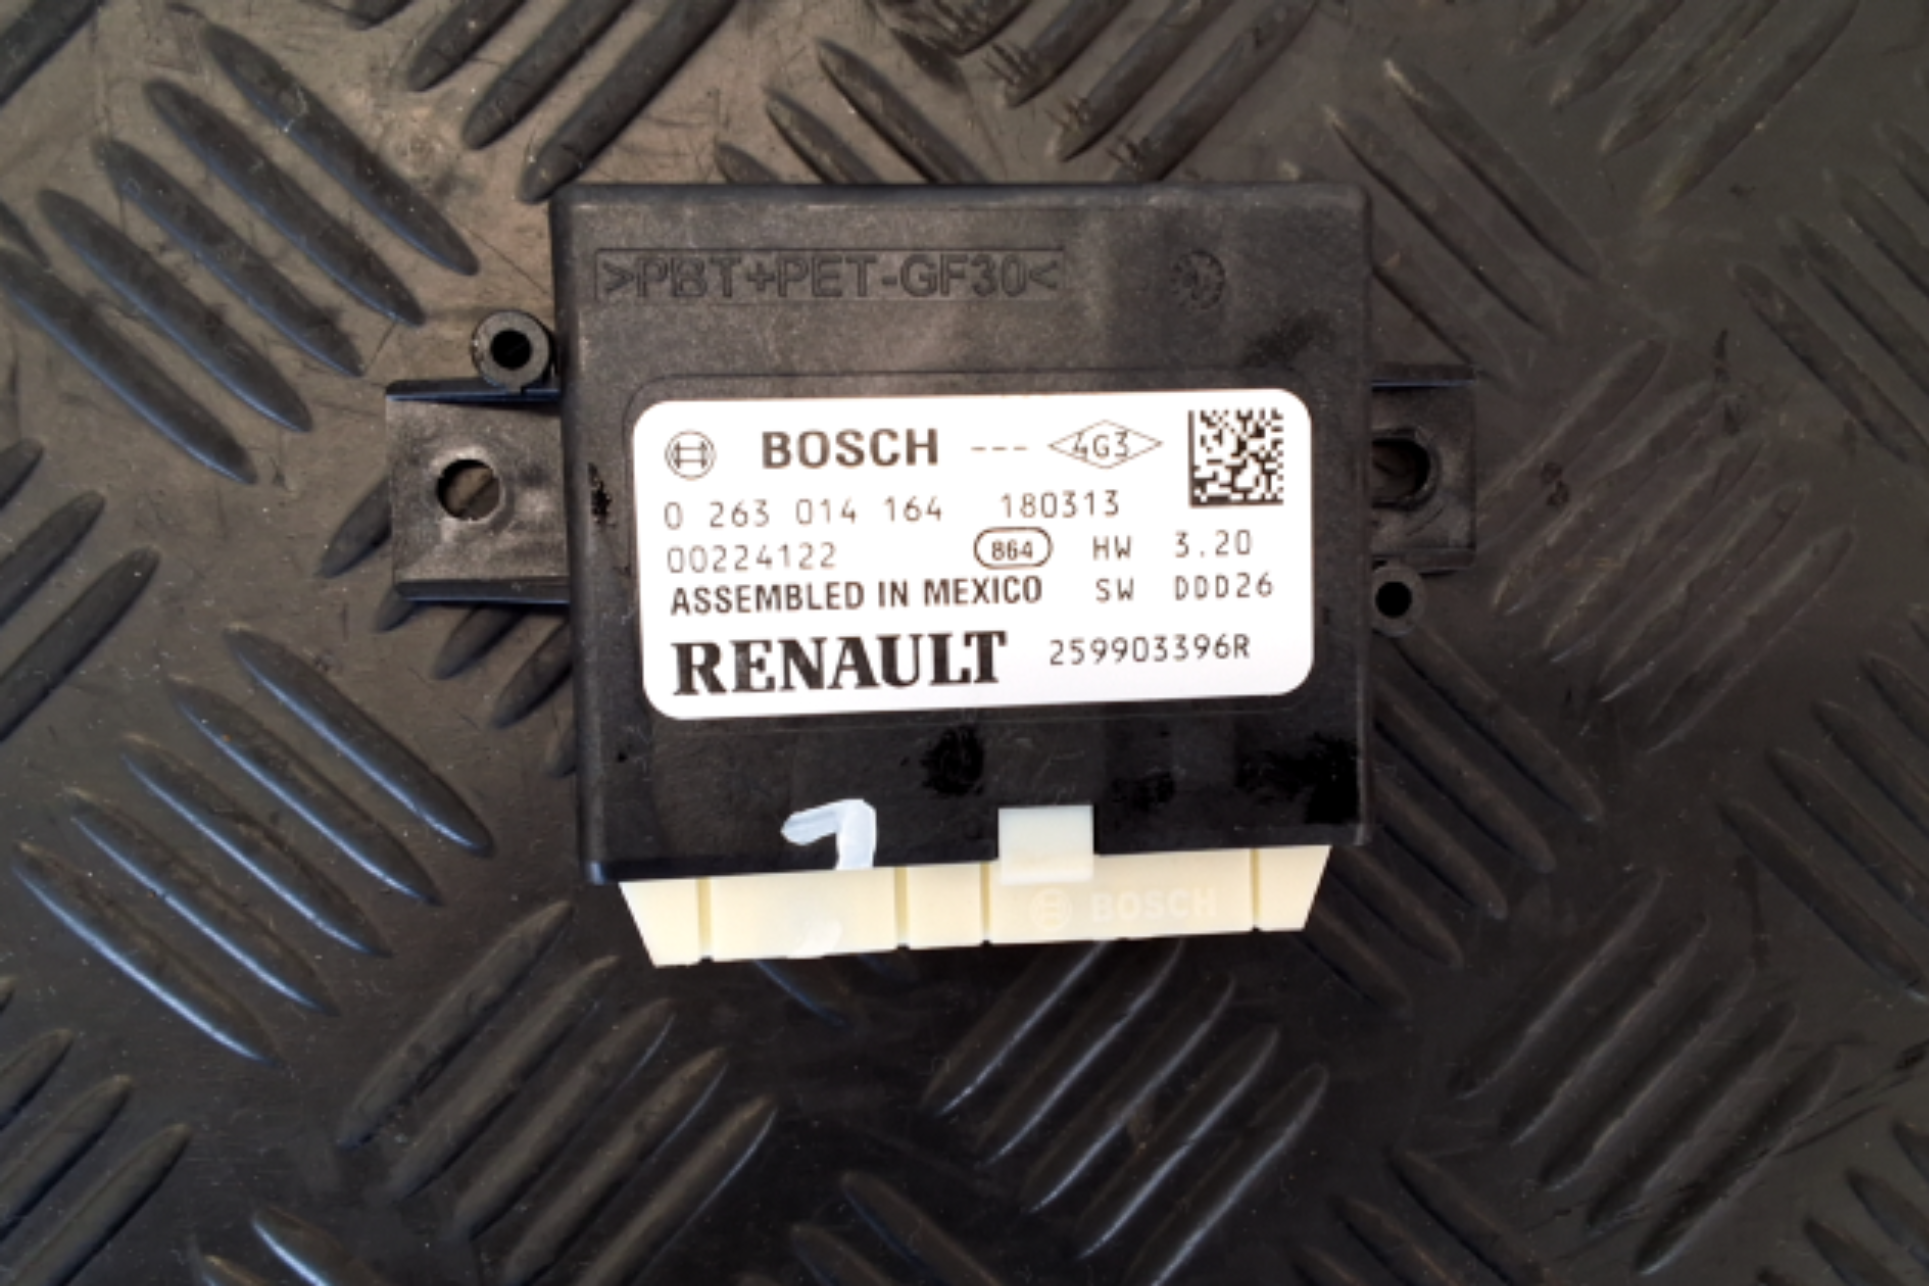 >PBT+PET-GF30<
BOSCH --- 4G3
0 263 014 164 180313
00224122 864 HW 3.20
ASSEMBLED IN MEXICO SW DDD26
RENAULT 259903396R
BOSCH